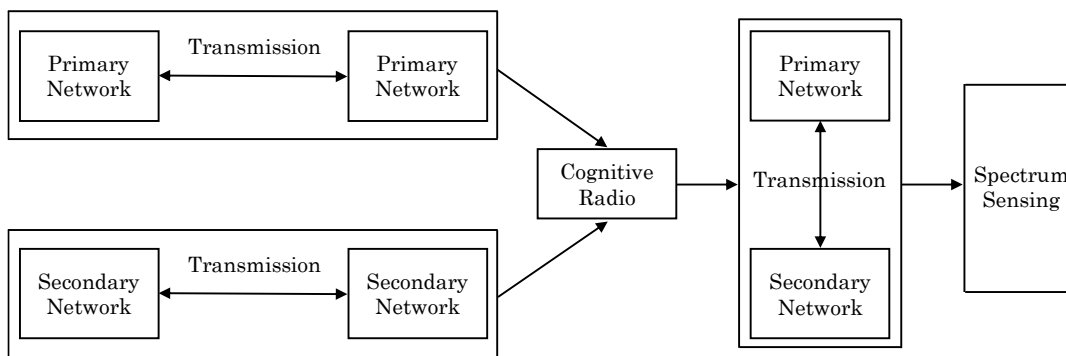 Transmission
Primary
Network
Primary
Network
Transmission
Secondary
Network
Secondary
Network
Cognitive
Radio
Primary
Network
Transmission
Secondary
Network
Spectrum
Sensing